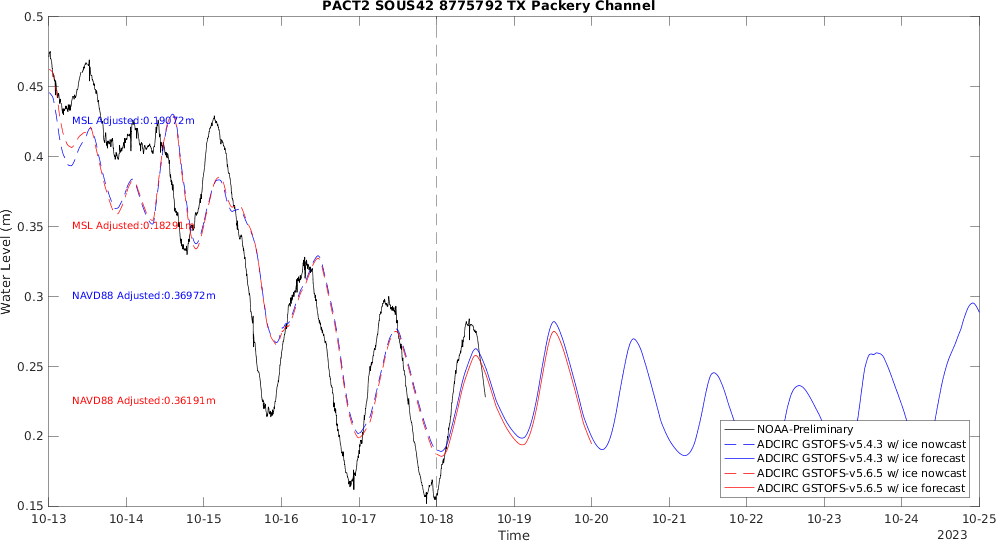 PACT2 SOUS42 8775792 TX Packery Channel
0.5
0.45
0.4
0.35
0.3
0.25
0.2
0.15
Water Level (m)
MSL Adjusted:0.19072m
MSL Adjusted:0.18291m
NAVD88 Adjusted:0.36972m
NAVD88 Adjusted:0.36191m
NOAA-Preliminary
ADCIRC GSTOFS-v5.4.3 w/ ice nowcast
ADCIRC GSTOFS-v5.4.3 w/ ice forecast
ADCIRC GSTOFS-v5.6.5 w/ ice nowcast
ADCIRC GSTOFS-v5.6.5 w/ ice forecast
10-13 10-14 10-15 10-16 10-17 10-18 10-19 10-20 10-21 10-22 10-23 10-24 10-25
Time
2023